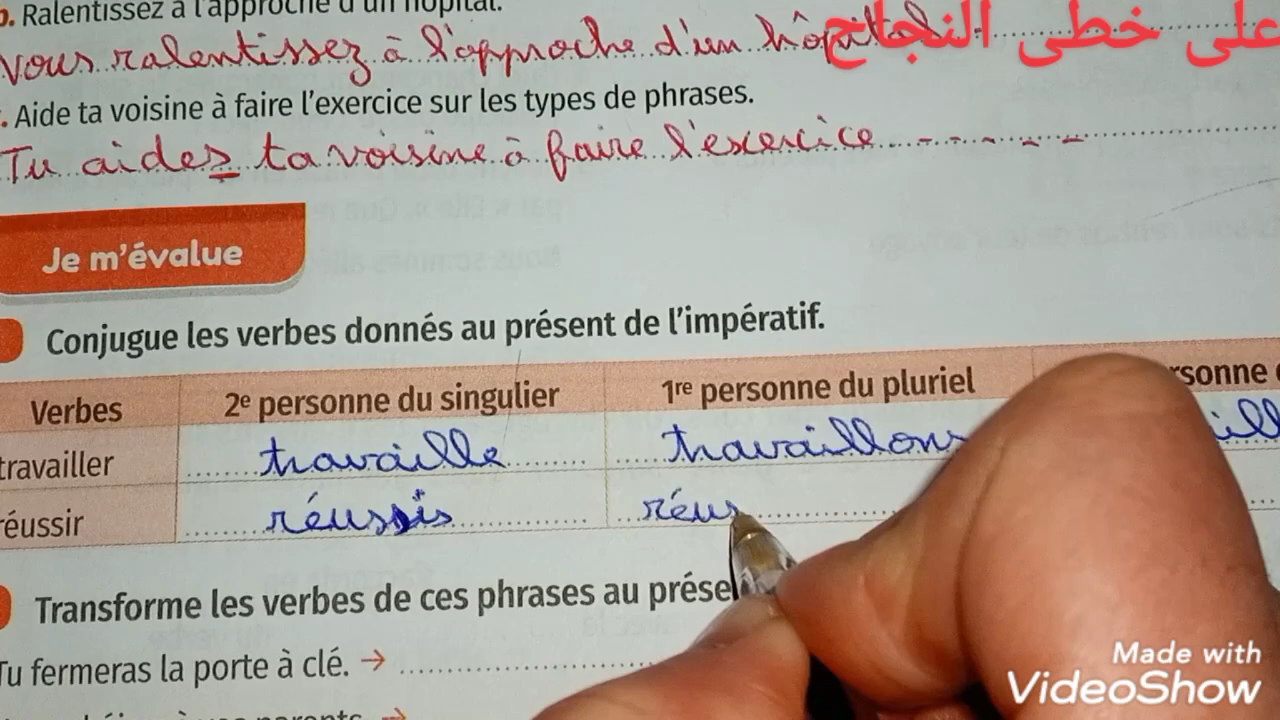 b. Ralentissez à l'approche d'un hôpital.
على خطى النجاح
vous ralentissez à l'approche d'un hôpital
. Aide ta voisine à faire l'exercice sur les types de phrases.
Tu aides ta voisine à faire l'exercice
Je m'évalue
Conjugue les verbes donnés au présent de l'impératif.
Verbes 2e personne du singulier 1re personne du pluriel
travailler travaille travaillons
réussir réussis réus
Transforme les verbes de ces phrases au
Tu fermeras la porte à clé. →
Made with
VideoShow